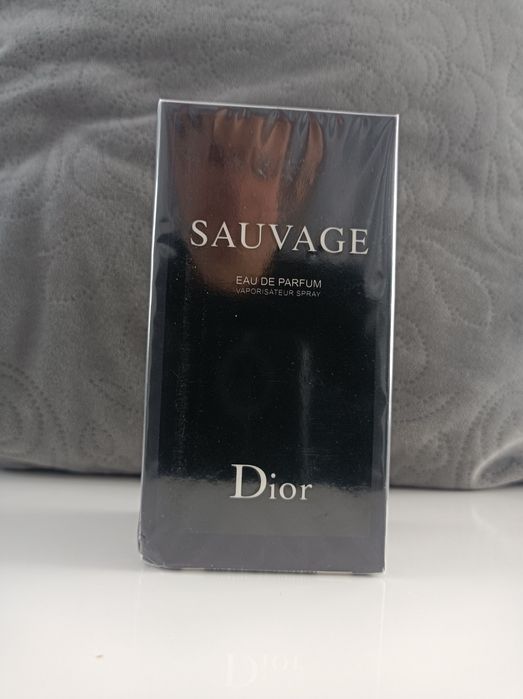 SAUVAGE
EAU DE PARFUM
VAPORISATEUR SPRAY
Dior